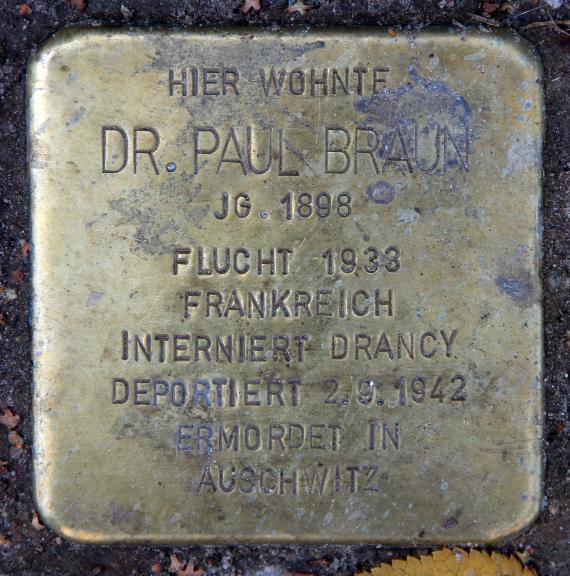 HIER WOHNTE
DR. PAUL BRAUN
JG. 1898
FLUCHT 1933
FRANKREICH
INTERNIERT DRANCY
DEPORTIERT 2.9.1942
ERMORDET IN
AUSCHWITZ